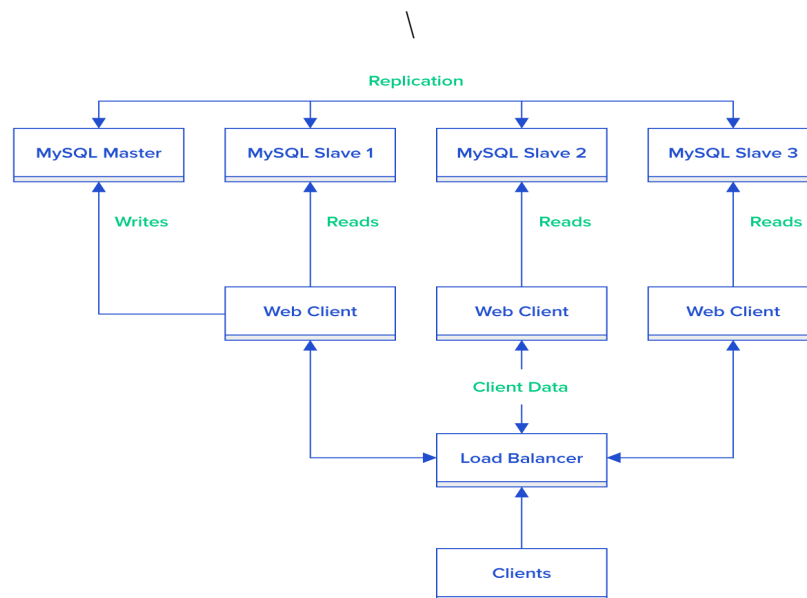 \
Replication
MySQL Master
MySQL Slave 1
MySQL Slave 2
MySQL Slave 3
Writes
Reads
Reads
Reads
Web Client
Web Client
Web Client
Client Data
Load Balancer
Clients